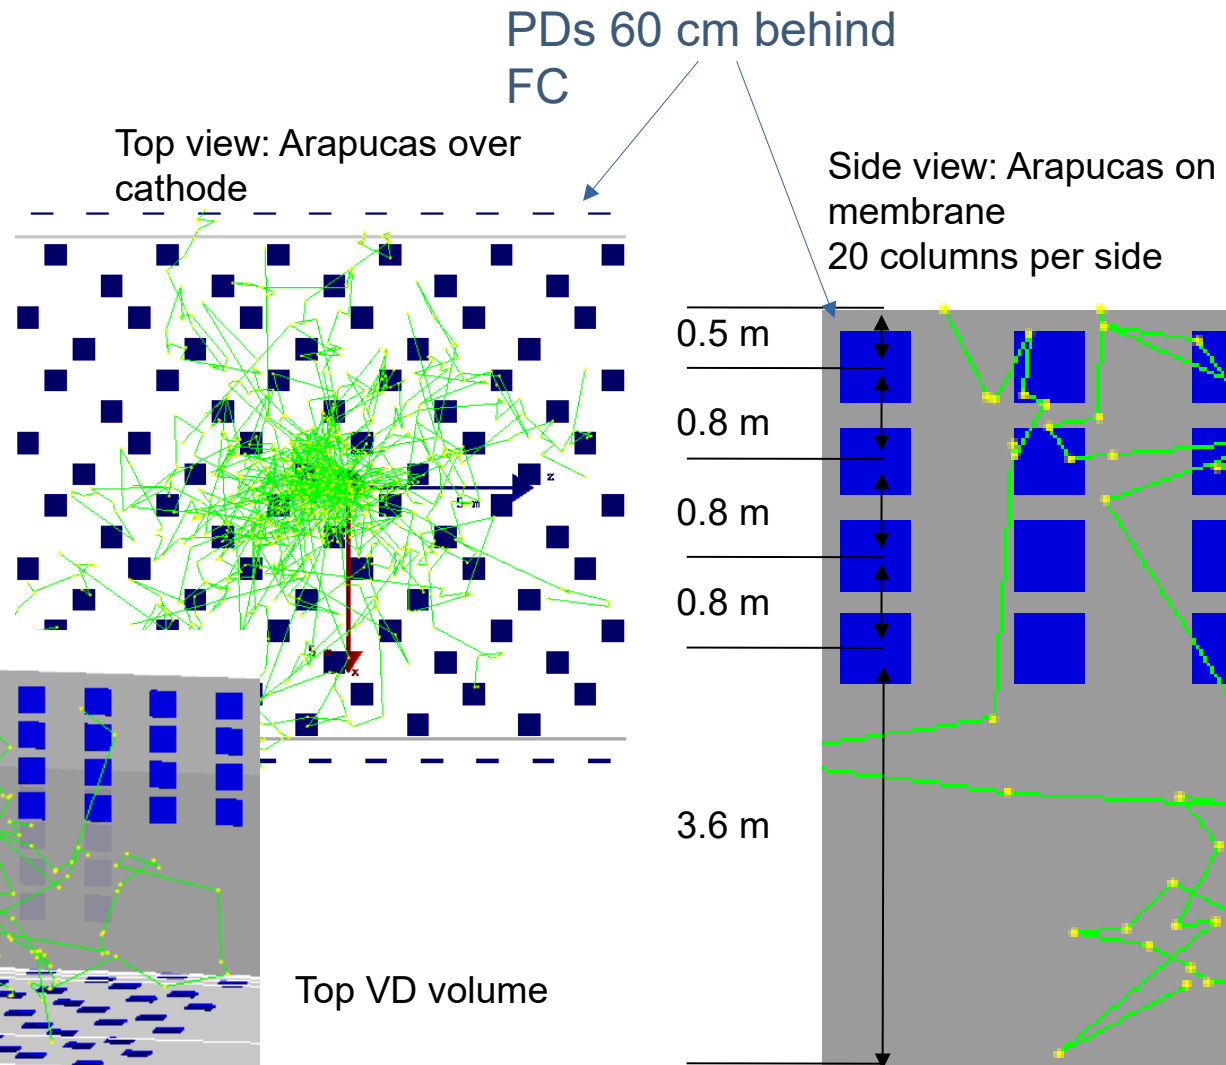 PDs 60 cm behind
FC
Top view: Arapucas over
cathode
Side view: Arapucas on
membrane
20 columns per side
0.5 m
0.8 m
0.8 m
0.8 m
3.6 m
z
5 m
x
Top VD volume